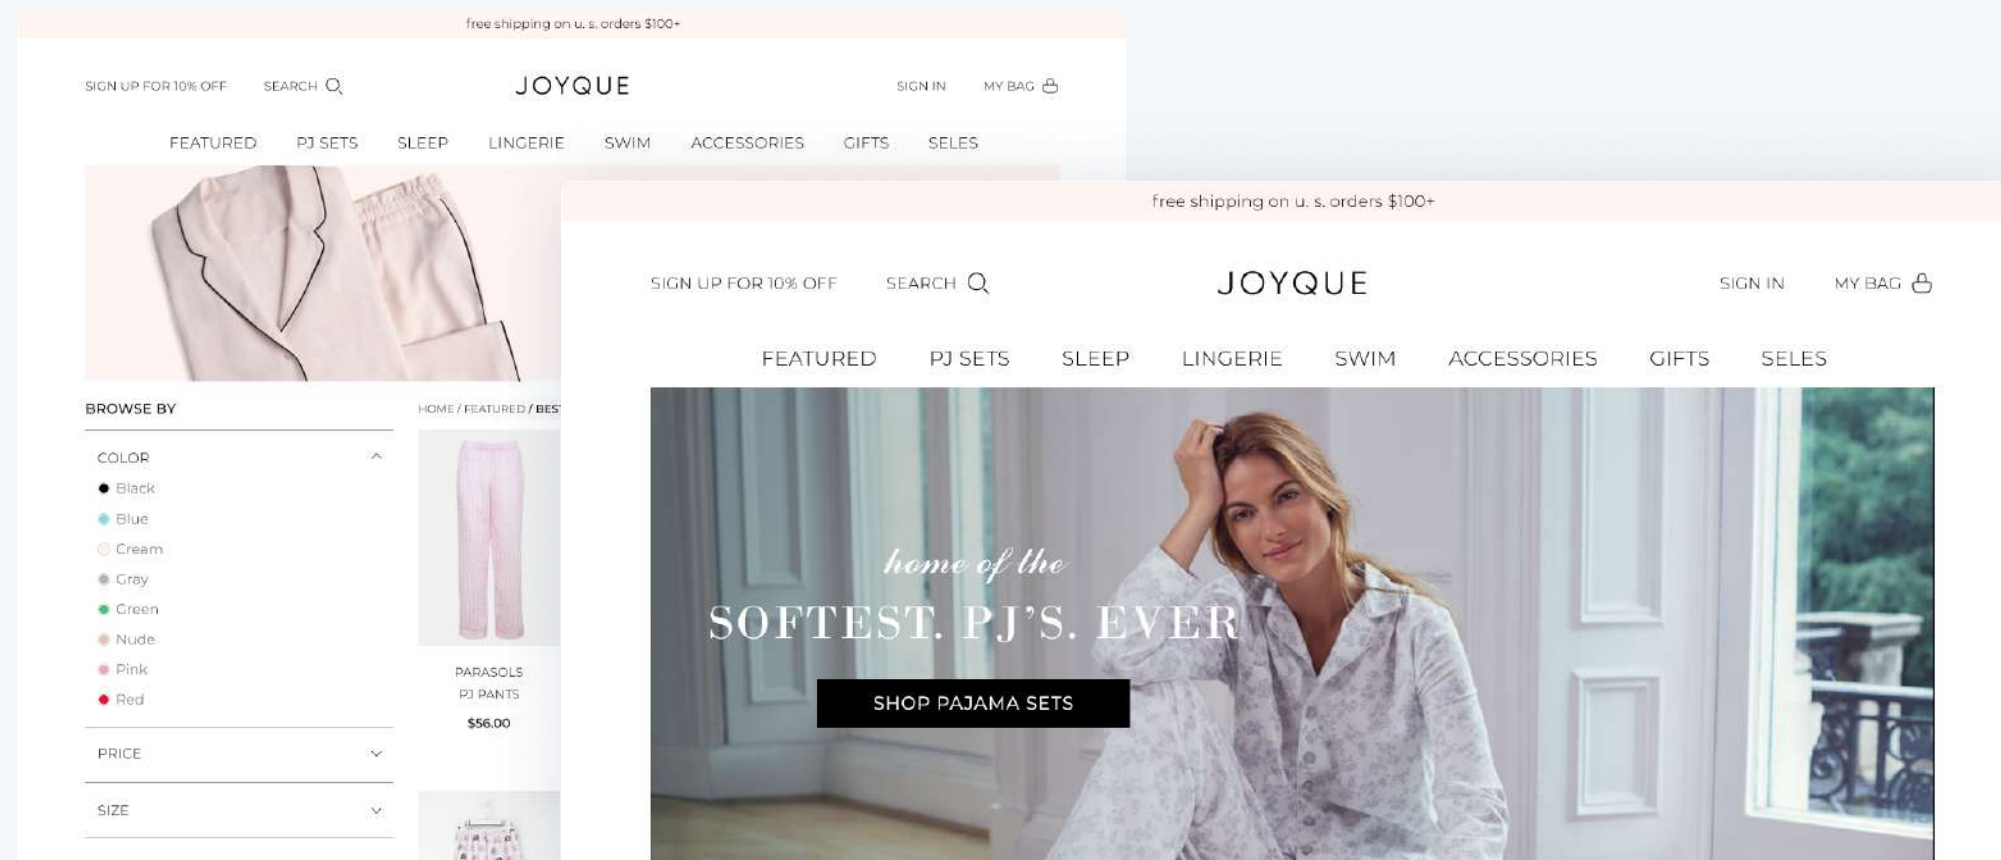 free shipping on u. s. orders $100+
SIGN UP FOR 10% OFF SEARCH JOYQUE SIGN IN MY BAG
FEATURED PJ SETS SLEEP LINGERIE SWIM ACCESSORIES GIFTS SELES
BROWSE BY
COLOR
Black
Blue
Cream
Gray
Green
Nude
Pink
Red
PRICE
SIZE
HOME / FEATURED /
PARASOLS
PJ PANTS
$56.00
free shipping on u. s. orders $100+
SIGN UP FOR 10% OFF SEARCH JOYQUE SIGN IN MY BAG
FEATURED PJ SETS SLEEP LINGERIE SWIM ACCESSORIES GIFTS SELES
home of the
SOFTEST. PJ’S. EVER
SHOP PAJAMA SETS